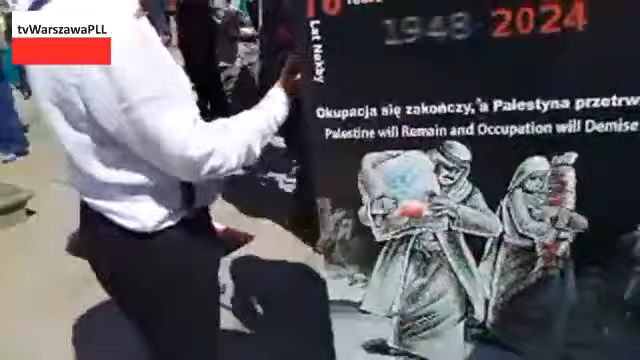 tvWarszawaPLL
1948 2024
Lat Nakby
Okupacja się zakończy, a Palestyna przetrw
Palestine will Remain and Occupation will Demise